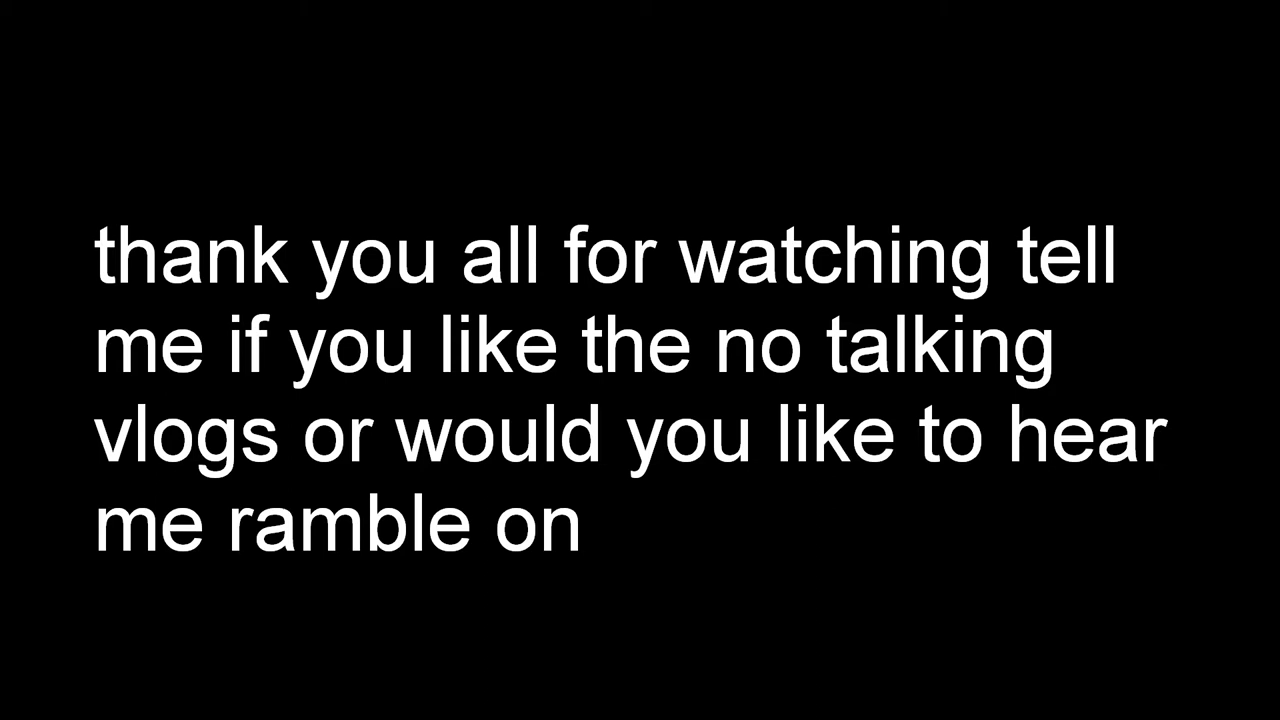 thank you all for watching tell
me if you like the no talking
vlogs or would you like to hear
me ramble on